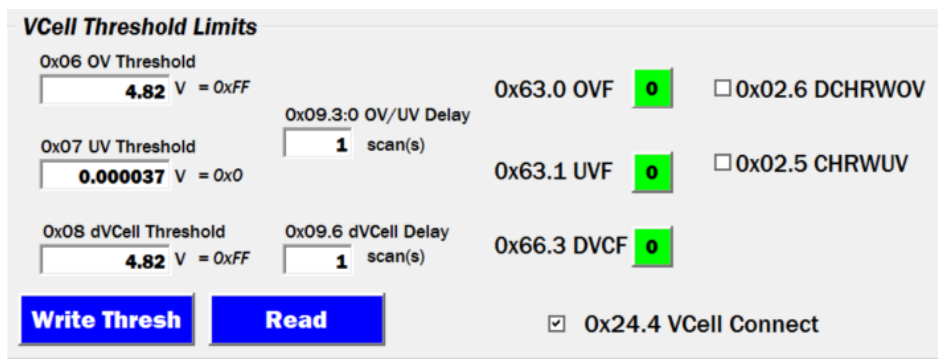 VCell Threshold Limits
0x06 OV Threshold
4.82 V = 0xFF
0x09.3:0 OV/UV Delay
1 scan(s)
0x07 UV Threshold
0.000037 V = 0x0
0x08 dVCell Threshold
4.82 V = 0xFF
0x09.6 dVCell Delay
1 scan(s)
0x63.0 OVF 0
0x02.6 DCHRWOV
0x63.1 UVF 0
0x02.5 CHRWUV
0x66.3 DVCF 0
Write Thresh
Read
0x24.4 VCell Connect